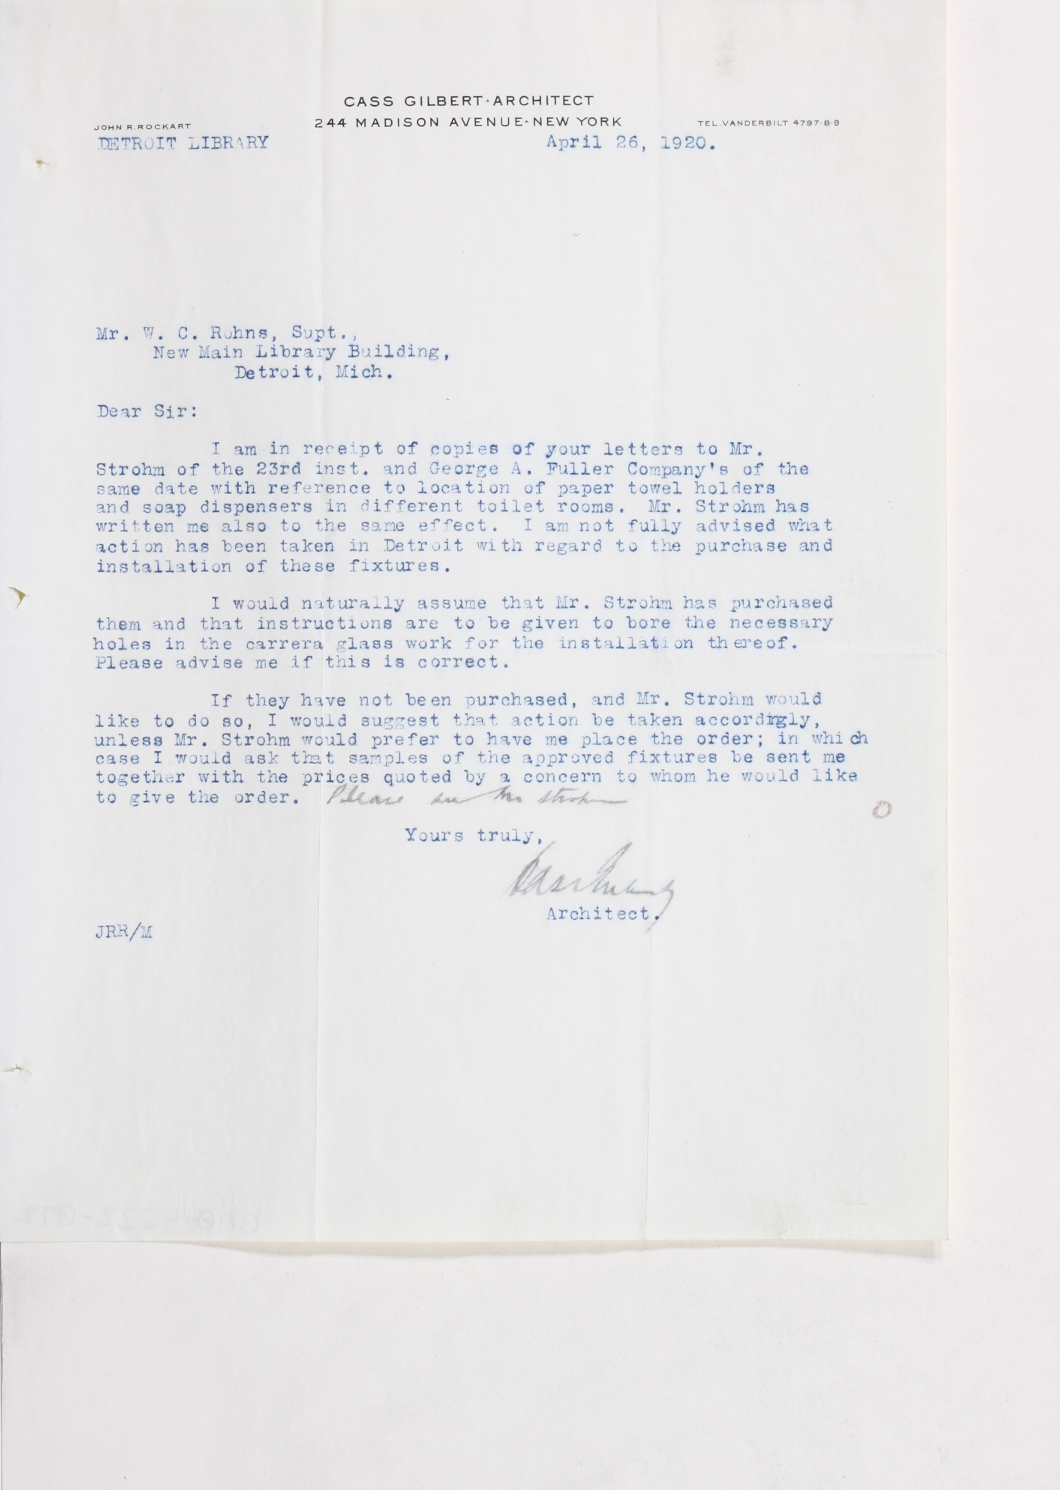 CASS GILBERT·ARCHITECT
244 MADISON AVENUE·NEW YORK
JOHN R. ROCKART
TEL. VANDERBILT 4797-8-9
DETROIT LIBRARY
April 26, 1920.
Mr. W. C. Rohns, Supt.,
New Main Library Building,
Detroit, Mich.
Dear Sir:
I am in receipt of copies of your letters to Mr.
Strohm of the 23rd inst. and George A. Fuller Company's of the
same date with reference to location of paper towel holders
and soap dispensers in different toilet rooms. Mr. Strohm has
written me also to the same effect. I am not fully advised what
action has been taken in Detroit with regard to the purchase and
installation of these fixtures.
I would naturally assume that Mr. Strohm has purchased
them and that instructions are to be given to bore the necessary
holes in the carrera glass work for the installation thereof.
Please advise me if this is correct.
If they have not been purchased, and Mr. Strohm would
like to do so, I would suggest that action be taken accordingly,
unless Mr. Strohm would prefer to have me place the order; in which
case I would ask that samples of the approved fixtures be sent me
together with the prices quoted by a concern to whom he would like
to give the order. Please see Mr Strohm
Yours truly,
Cass Gilbert
Architect.
JRR/M